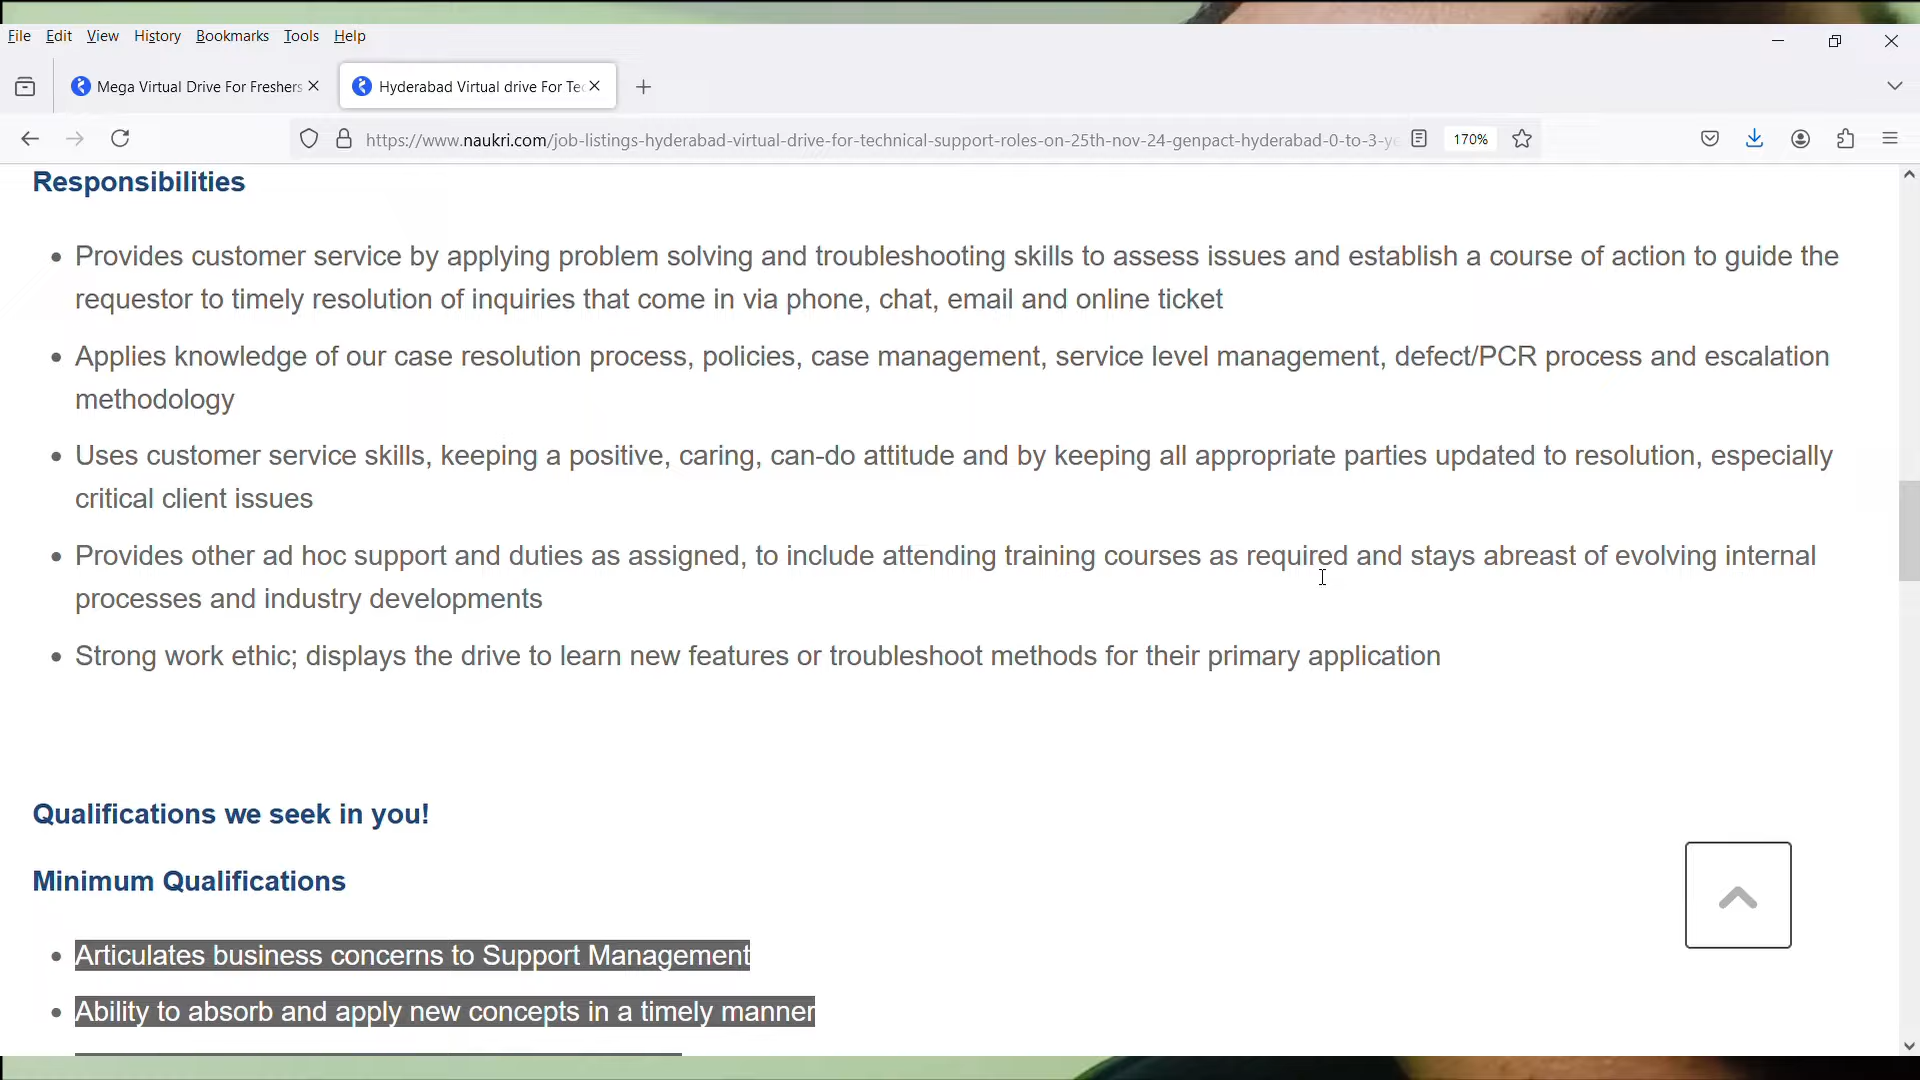 File Edit View History Bookmarks Tools Help
Mega Virtual Drive For Freshers
Hyderabad Virtual drive For Tec
https://www.naukri.com/job-listings-hyderabad-virtual-drive-for-technical-support-roles-on-25th-nov-24-genpact-hyderabad-0-to-3-ye
170%
Responsibilities
• Provides customer service by applying problem solving and troubleshooting skills to assess issues and establish a course of action to guide the
requestor to timely resolution of inquiries that come in via phone, chat, email and online ticket
• Applies knowledge of our case resolution process, policies, case management, service level management, defect/PCR process and escalation
methodology
• Uses customer service skills, keeping a positive, caring, can-do attitude and by keeping all appropriate parties updated to resolution, especially
critical client issues
• Provides other ad hoc support and duties as assigned, to include attending training courses as required and stays abreast of evolving internal
processes and industry developments
• Strong work ethic; displays the drive to learn new features or troubleshoot methods for their primary application
Qualifications we seek in you!
Minimum Qualifications
• Articulates business concerns to Support Management
• Ability to absorb and apply new concepts in a timely manner